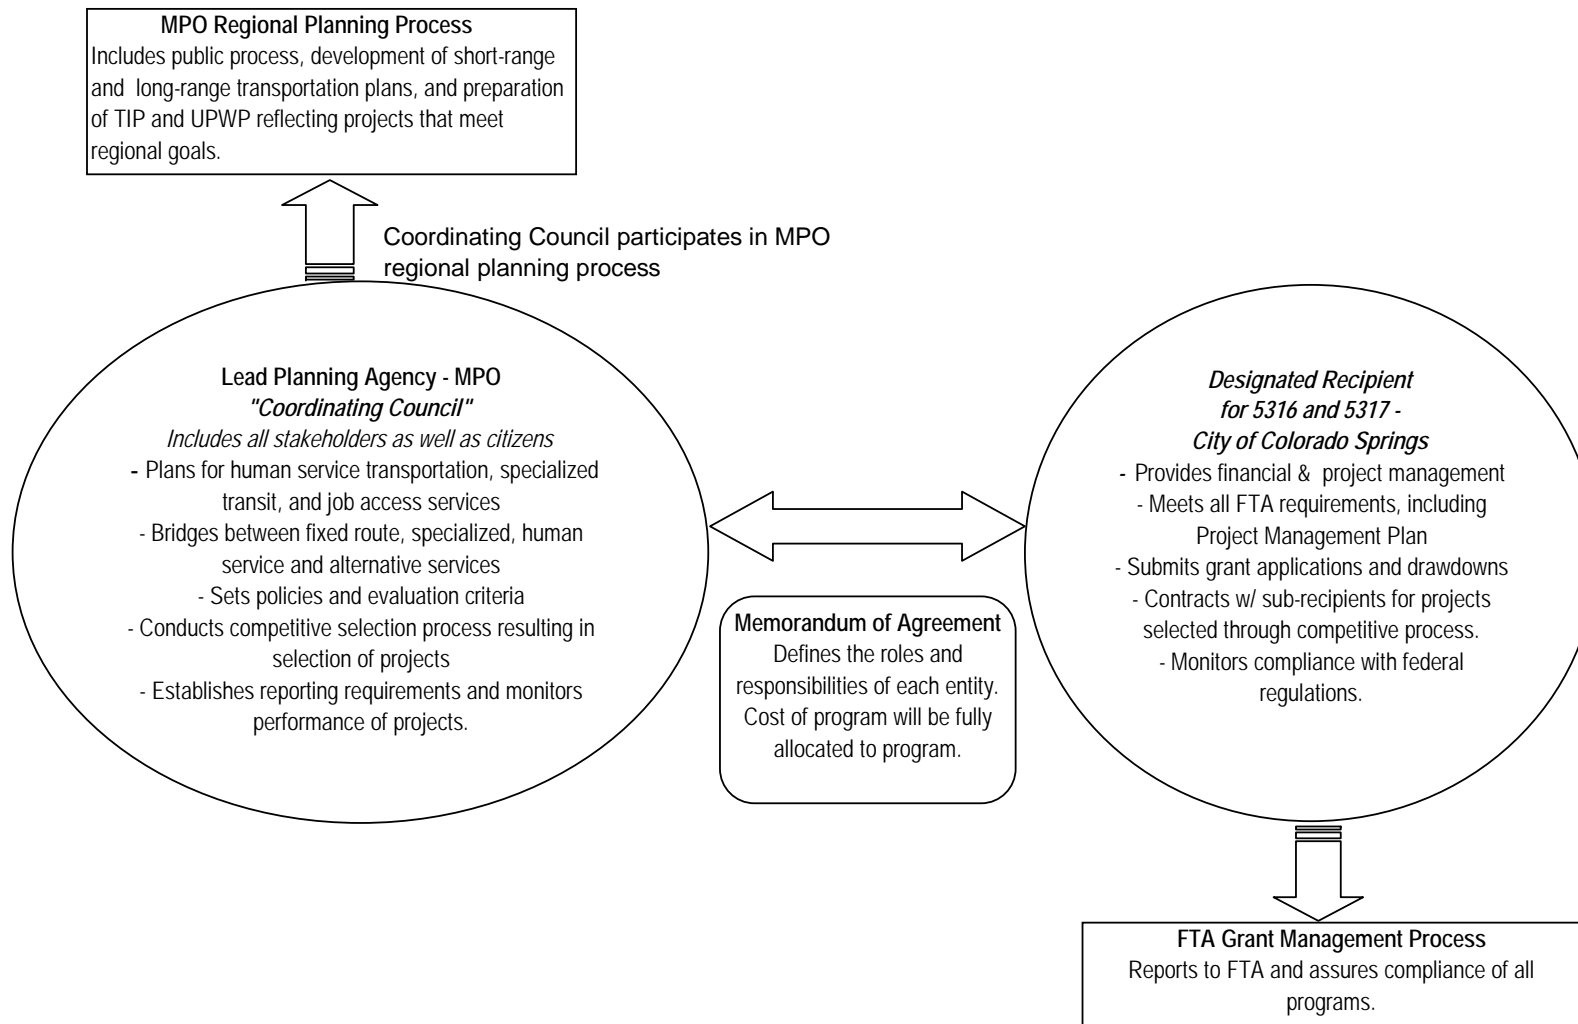 MPO Regional Planning Process
Includes public process, development of short-range
and long-range transportation plans, and preparation
of TIP and UPWP reflecting projects that meet
regional goals.
Coordinating Council participates in MPO
regional planning process
Lead Planning Agency - MPO
"Coordinating Council"
Includes all stakeholders as well as citizens
- Plans for human service transportation, specialized
transit, and job access services
- Bridges between fixed route, specialized, human
service and alternative services
- Sets policies and evaluation criteria
- Conducts competitive selection process resulting in
selection of projects
- Establishes reporting requirements and monitors
performance of projects.
Memorandum of Agreement
Defines the roles and
responsibilities of each entity.
Cost of program will be fully
allocated to program.
Designated Recipient
for 5316 and 5317 -
City of Colorado Springs
- Provides financial & project management
- Meets all FTA requirements, including
Project Management Plan
- Submits grant applications and drawdowns
- Contracts w/ sub-recipients for projects
selected through competitive process.
- Monitors compliance with federal
regulations.
FTA Grant Management Process
Reports to FTA and assures compliance of all
programs.